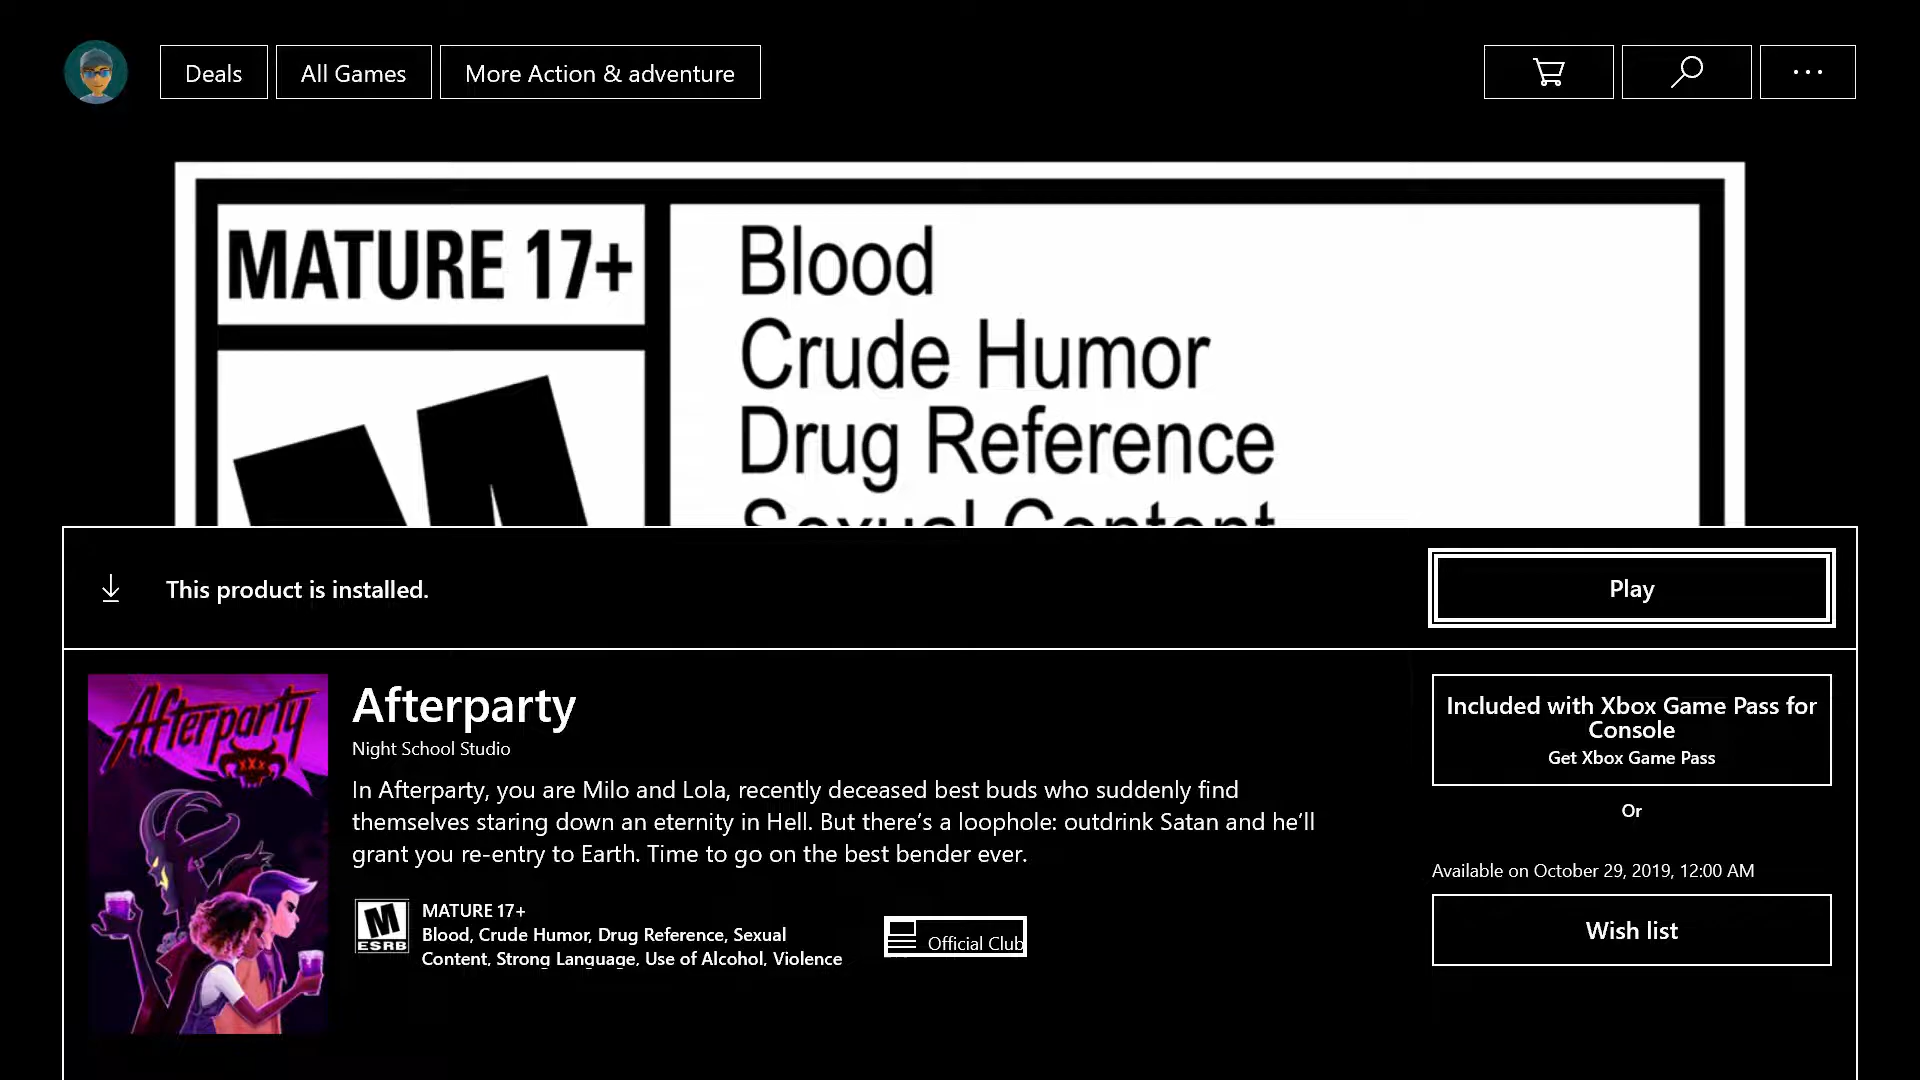 Deals
All Games
More Action & adventure
MATURE 17+
Blood
Crude Humor
Drug Reference
Sexual Content
This product is installed.
Play
Afterparty
XXX
Afterparty
Night School Studio
In Afterparty, you are Milo and Lola, recently deceased best buds who suddenly find
themselves staring down an eternity in Hell. But there’s a loophole: outdrink Satan and he’ll
grant you re-entry to Earth. Time to go on the best bender ever.
M
ESRB
MATURE 17+
Blood, Crude Humor, Drug Reference, Sexual
Content, Strong Language, Use of Alcohol, Violence
Official Club
Included with Xbox Game Pass for
Console
Get Xbox Game Pass
Or
Available on October 29, 2019, 12:00 AM
Wish list